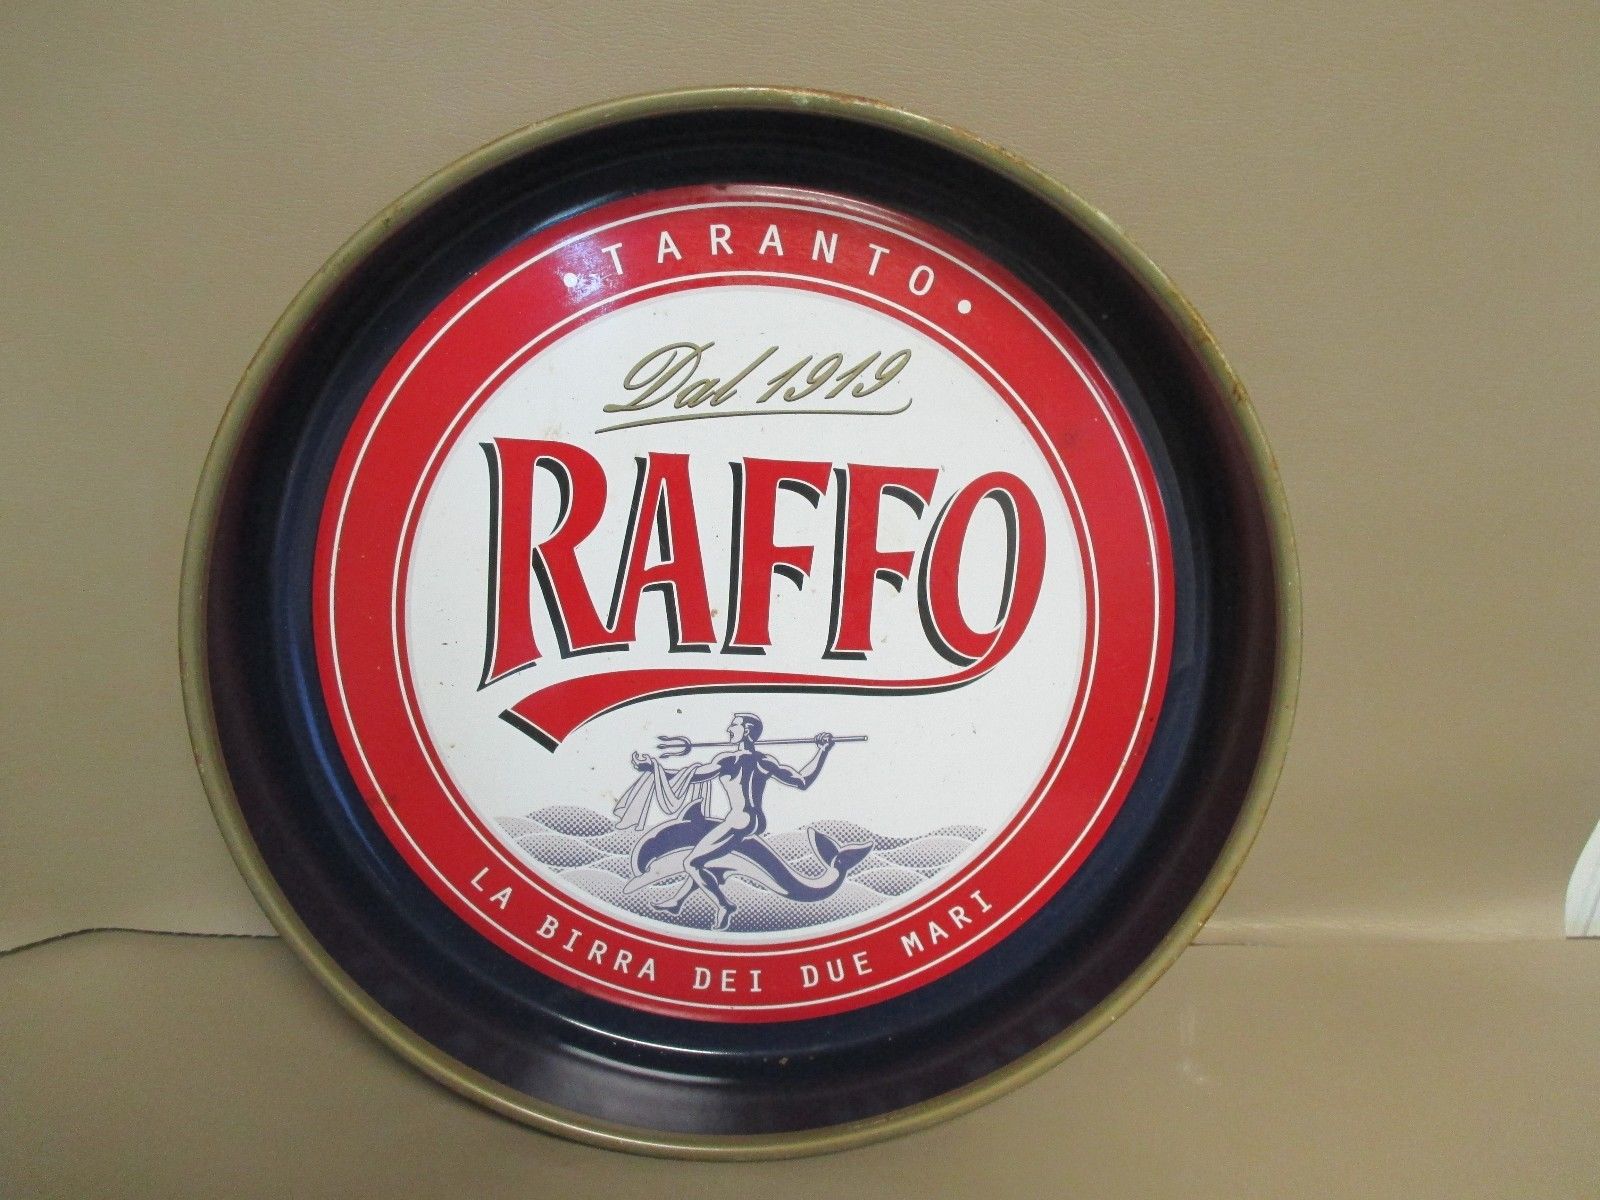 • TARANTO •
Dal 1919
RAFFO
LA BIRRA DEI DUE MARI